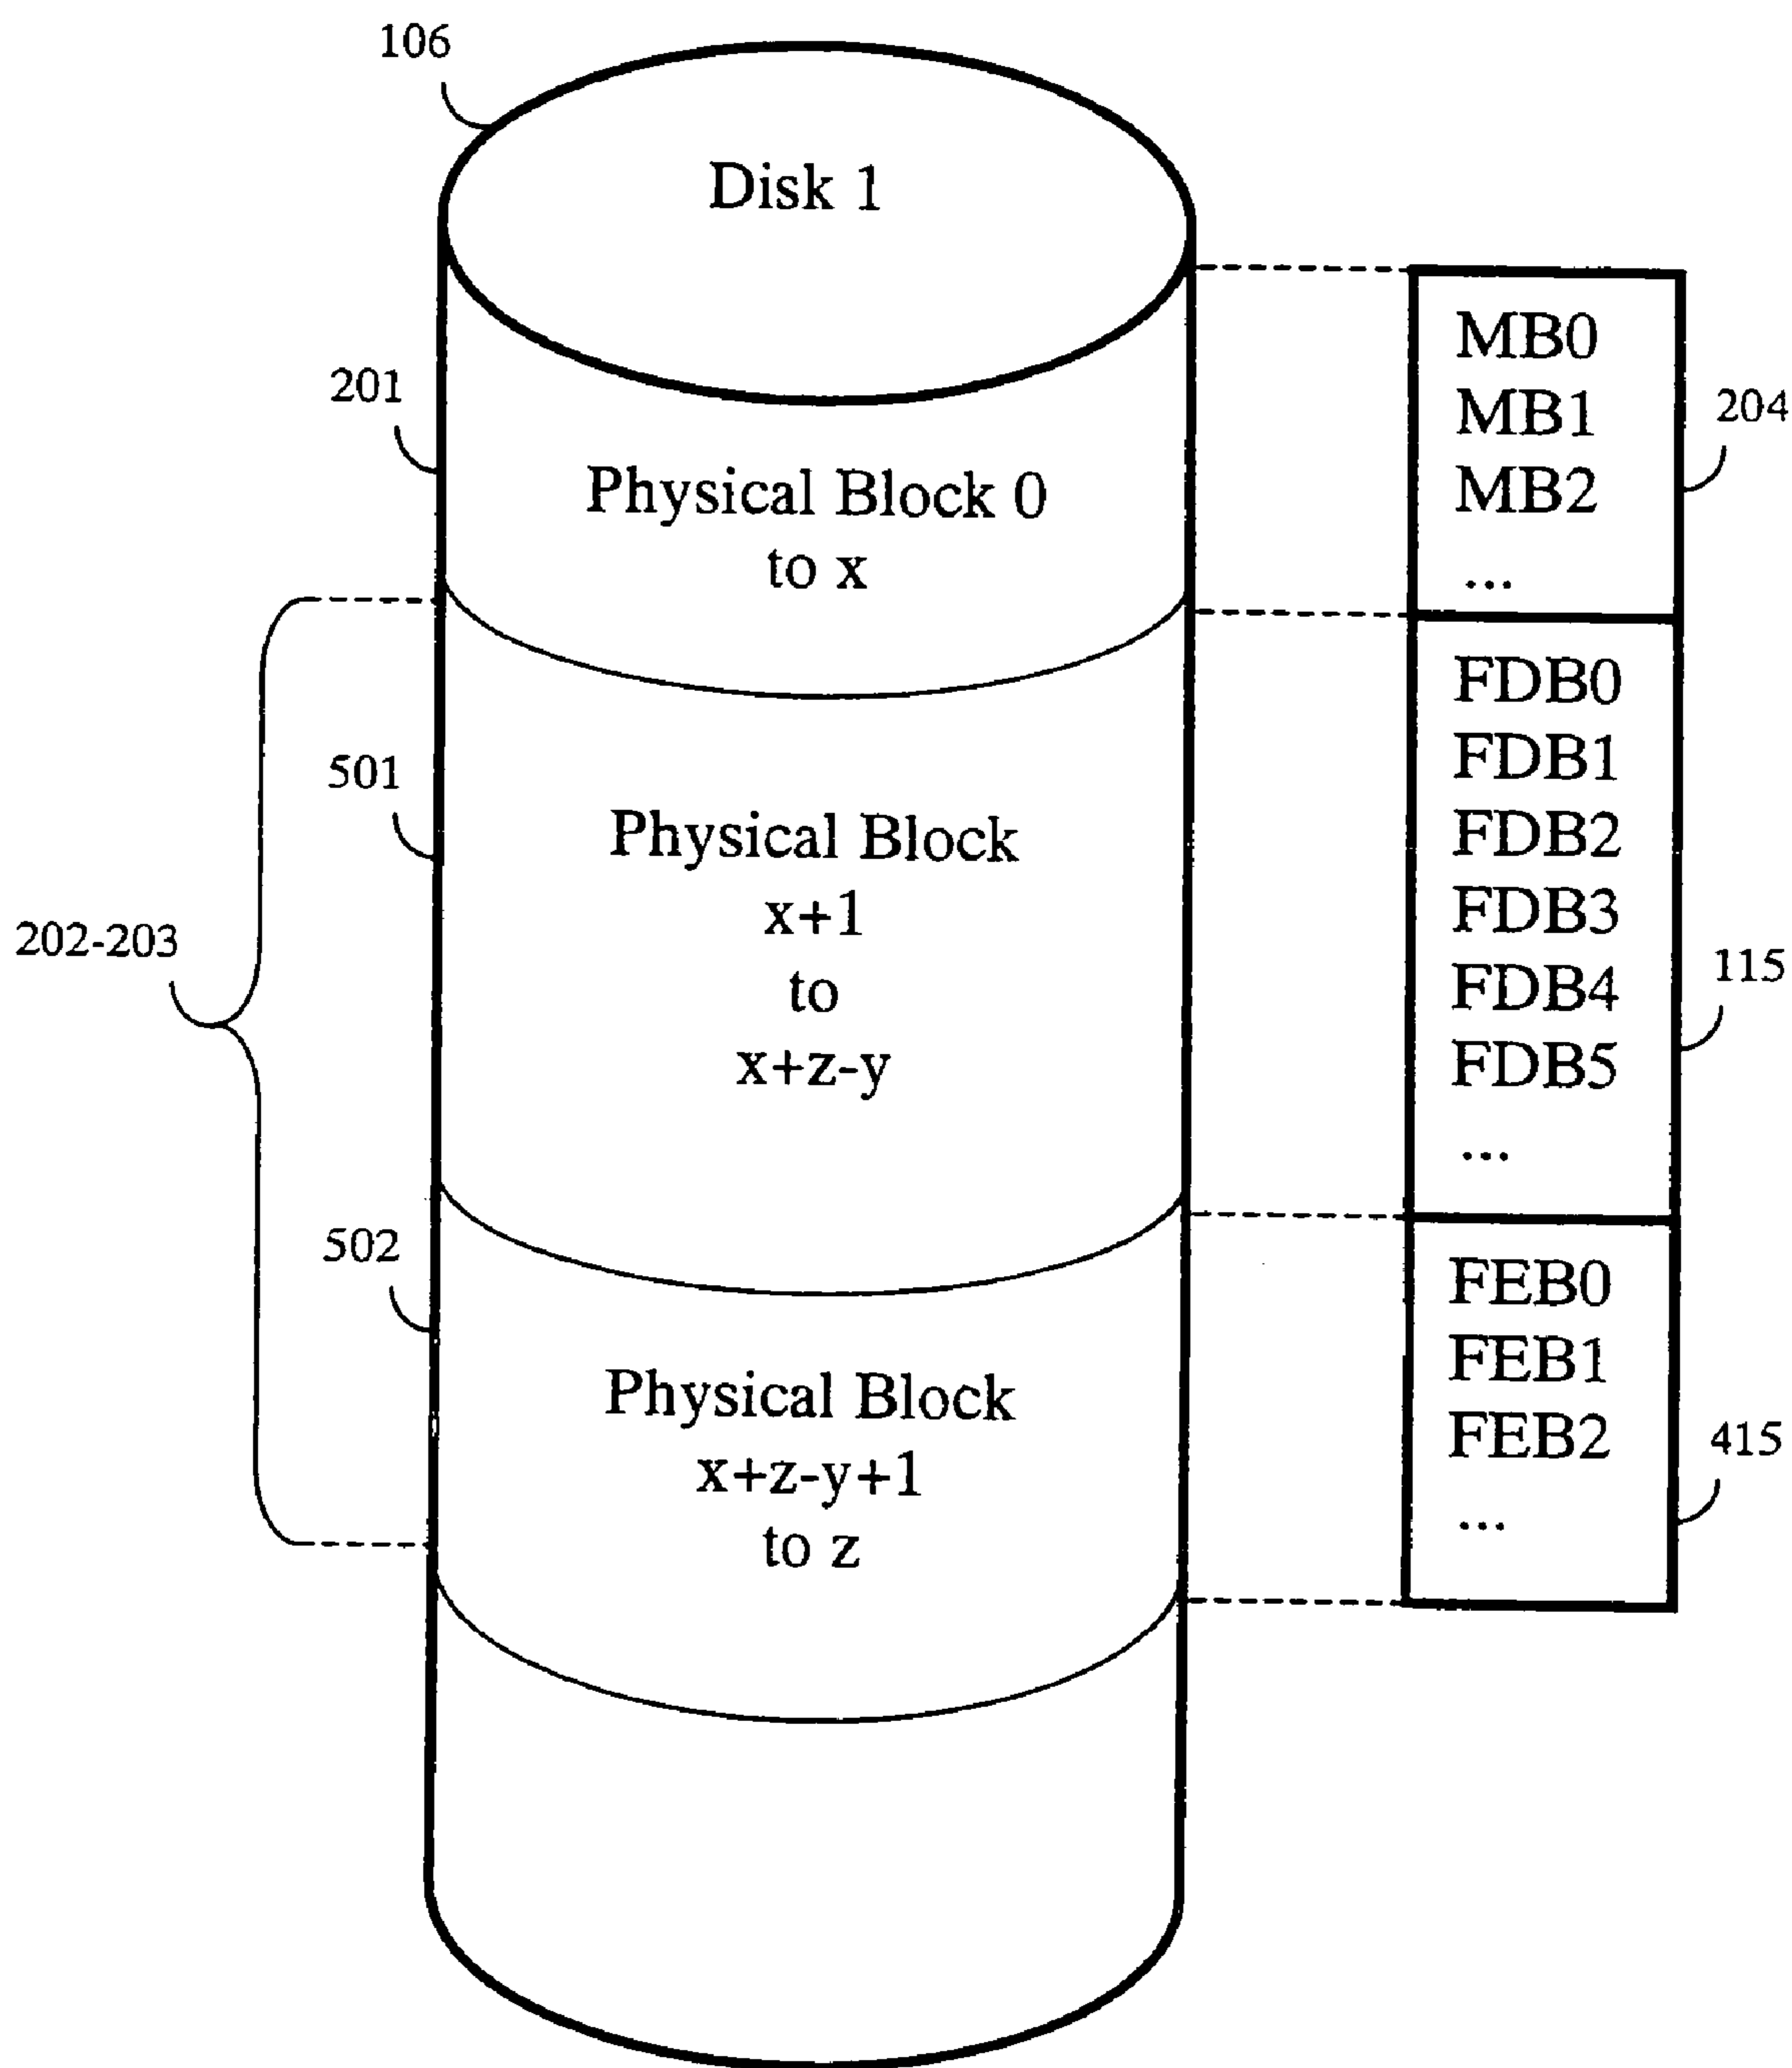 106
Disk 1
201
Physical Block 0
to x
MB0
MB1
MB2
...
204
202-203
501
Physical Block
x+1
to
x+z-y
FDB0
FDB1
FDB2
FDB3
FDB4
FDB5
...
115
502
Physical Block
x+z-y+1
to z
FEB0
FEB1
FEB2
...
415